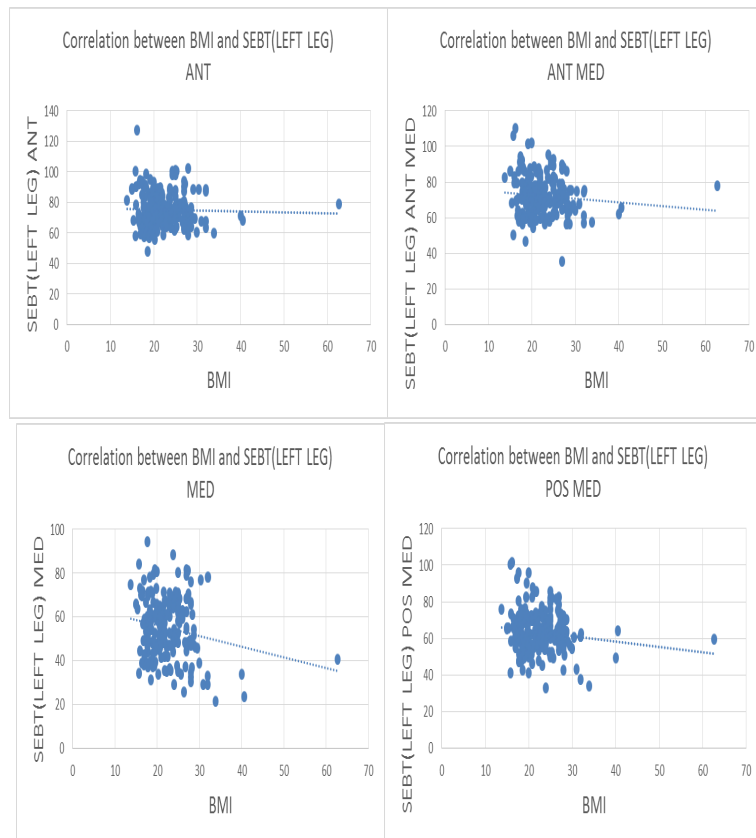 Correlation between BMI and SEBT(LEFT LEG)
ANT
SEBT(LEFT LEG) ANT
140
120
100
80
60
40
20
0
0 10 20 30 40 50 60 70
BMI
Correlation between BMI and SEBT(LEFT LEG)
ANT MED
SEBT(LEFT LEG) ANT MED
120
100
80
60
40
20
0
0 10 20 30 40 50 60 70
BMI
Correlation between BMI and SEBT(LEFT LEG)
MED
SEBT(LEFT LEG) MED
100
80
60
40
20
0
0 10 20 30 40 50 60 70
BMI
Correlation between BMI and SEBT(LEFT LEG)
POS MED
SEBT(LEFT LEG) POS MED
120
100
80
60
40
20
0
0 10 20 30 40 50 60 70
BMI